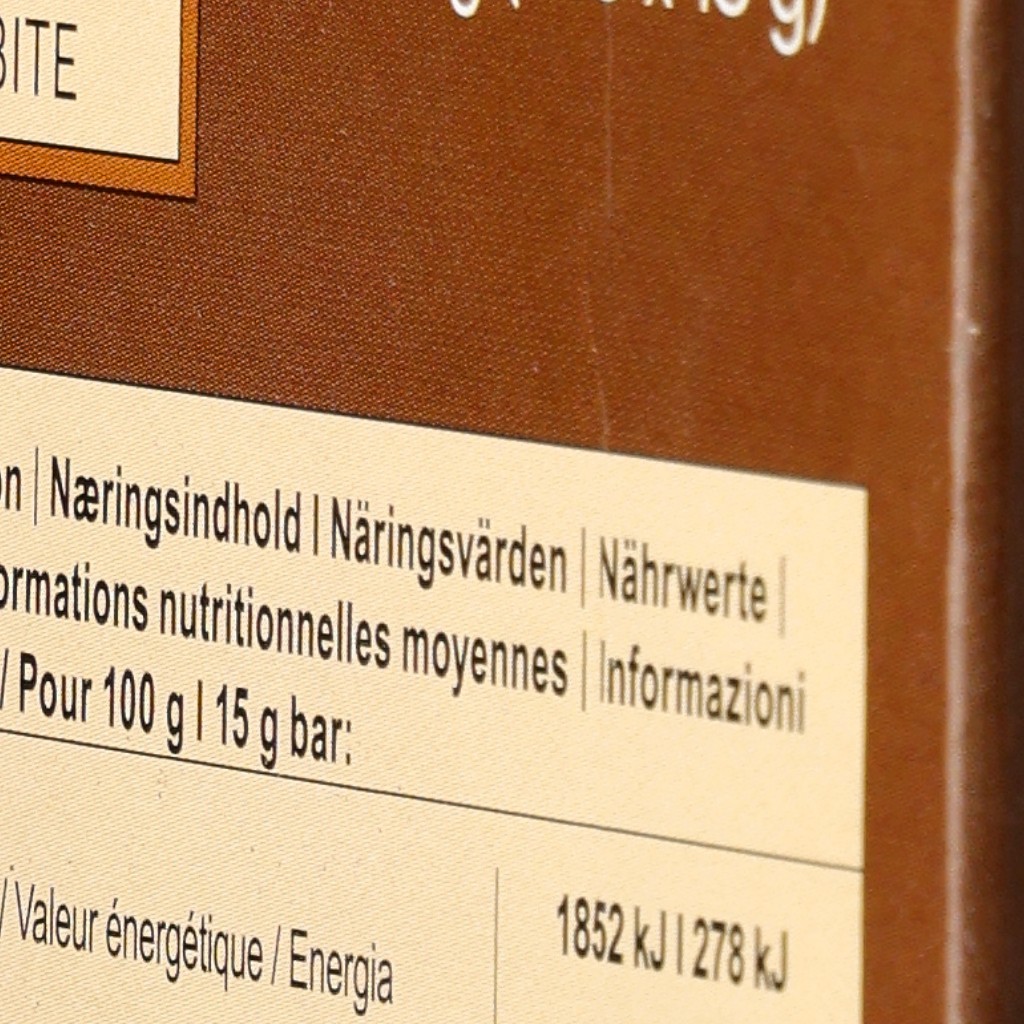 BITE
g)
on | Næringsindhold I Näringsvärden | Nährwerte |
ormations nutritionnelles moyennes | Informazioni
/ Pour 100 g I 15 g bar:
/ Valeur énergétique / Energia
1852 kJ I 278 kJ